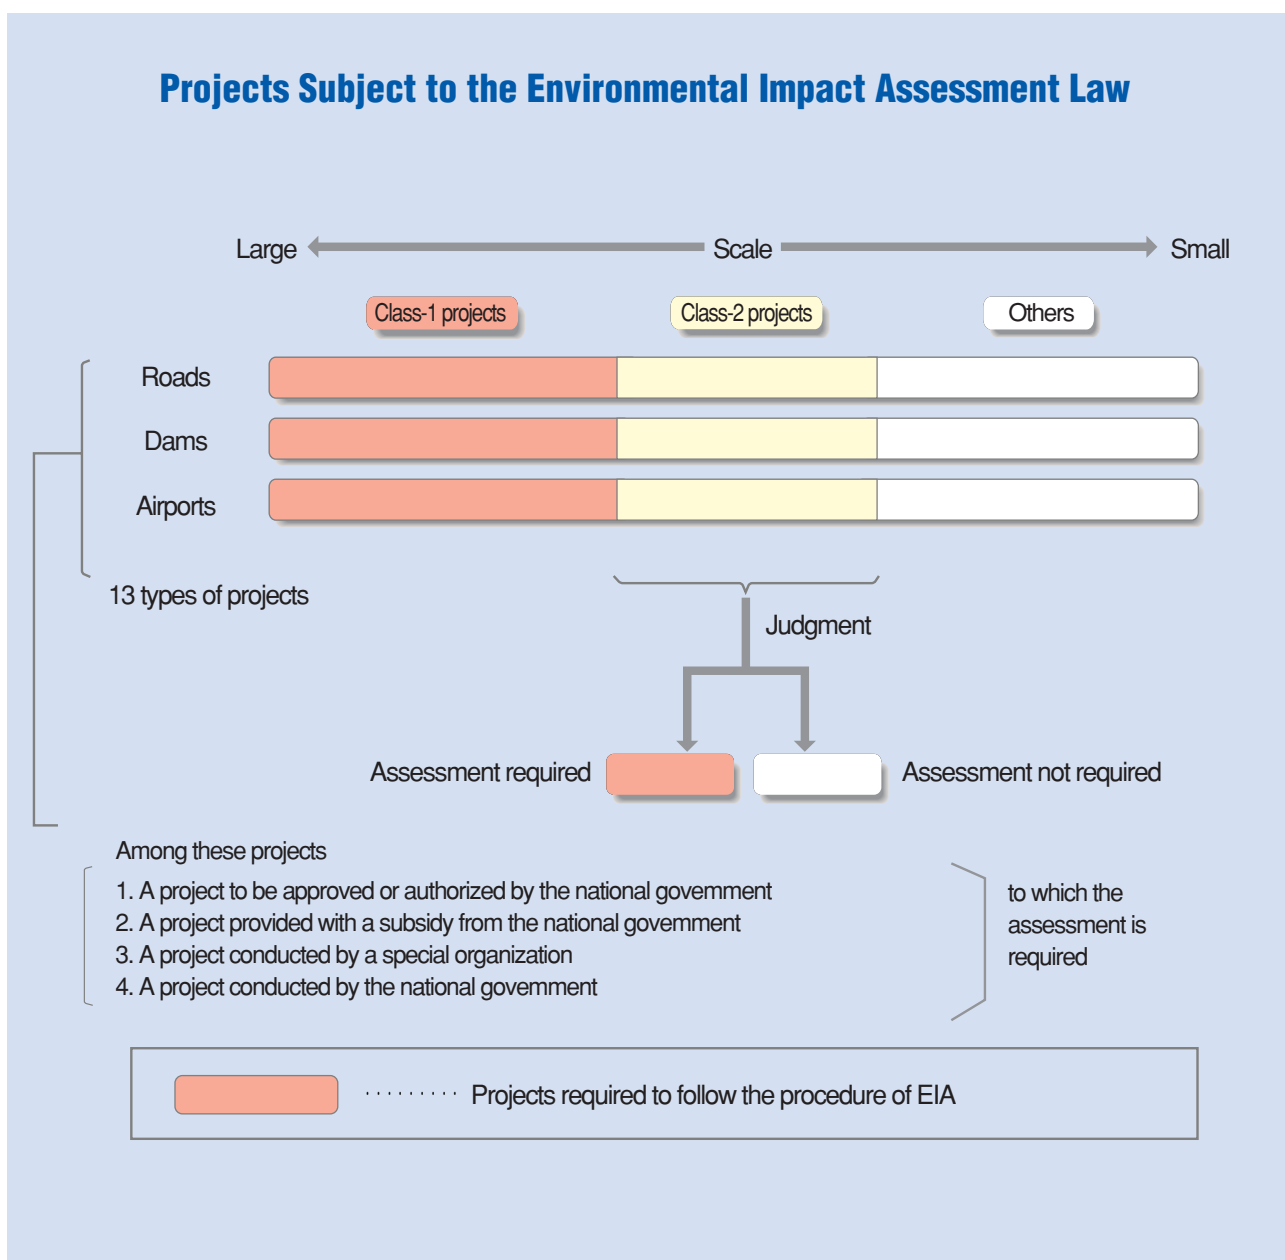 Projects Subject to the Environmental Impact Assessment Law
Large Scale Small
Class-1 projects Class-2 projects Others
Roads
Dams
Airports
13 types of projects
Judgment
Assessment required Assessment not required
Among these projects
1. A project to be approved or authorized by the national govemment
2. A project provided with a subsidy from the national govemment
3. A project conducted by a special organization
4. A project conducted by the national govemment
to which the
assessment is
required
········· Projects required to follow the procedure of EIA